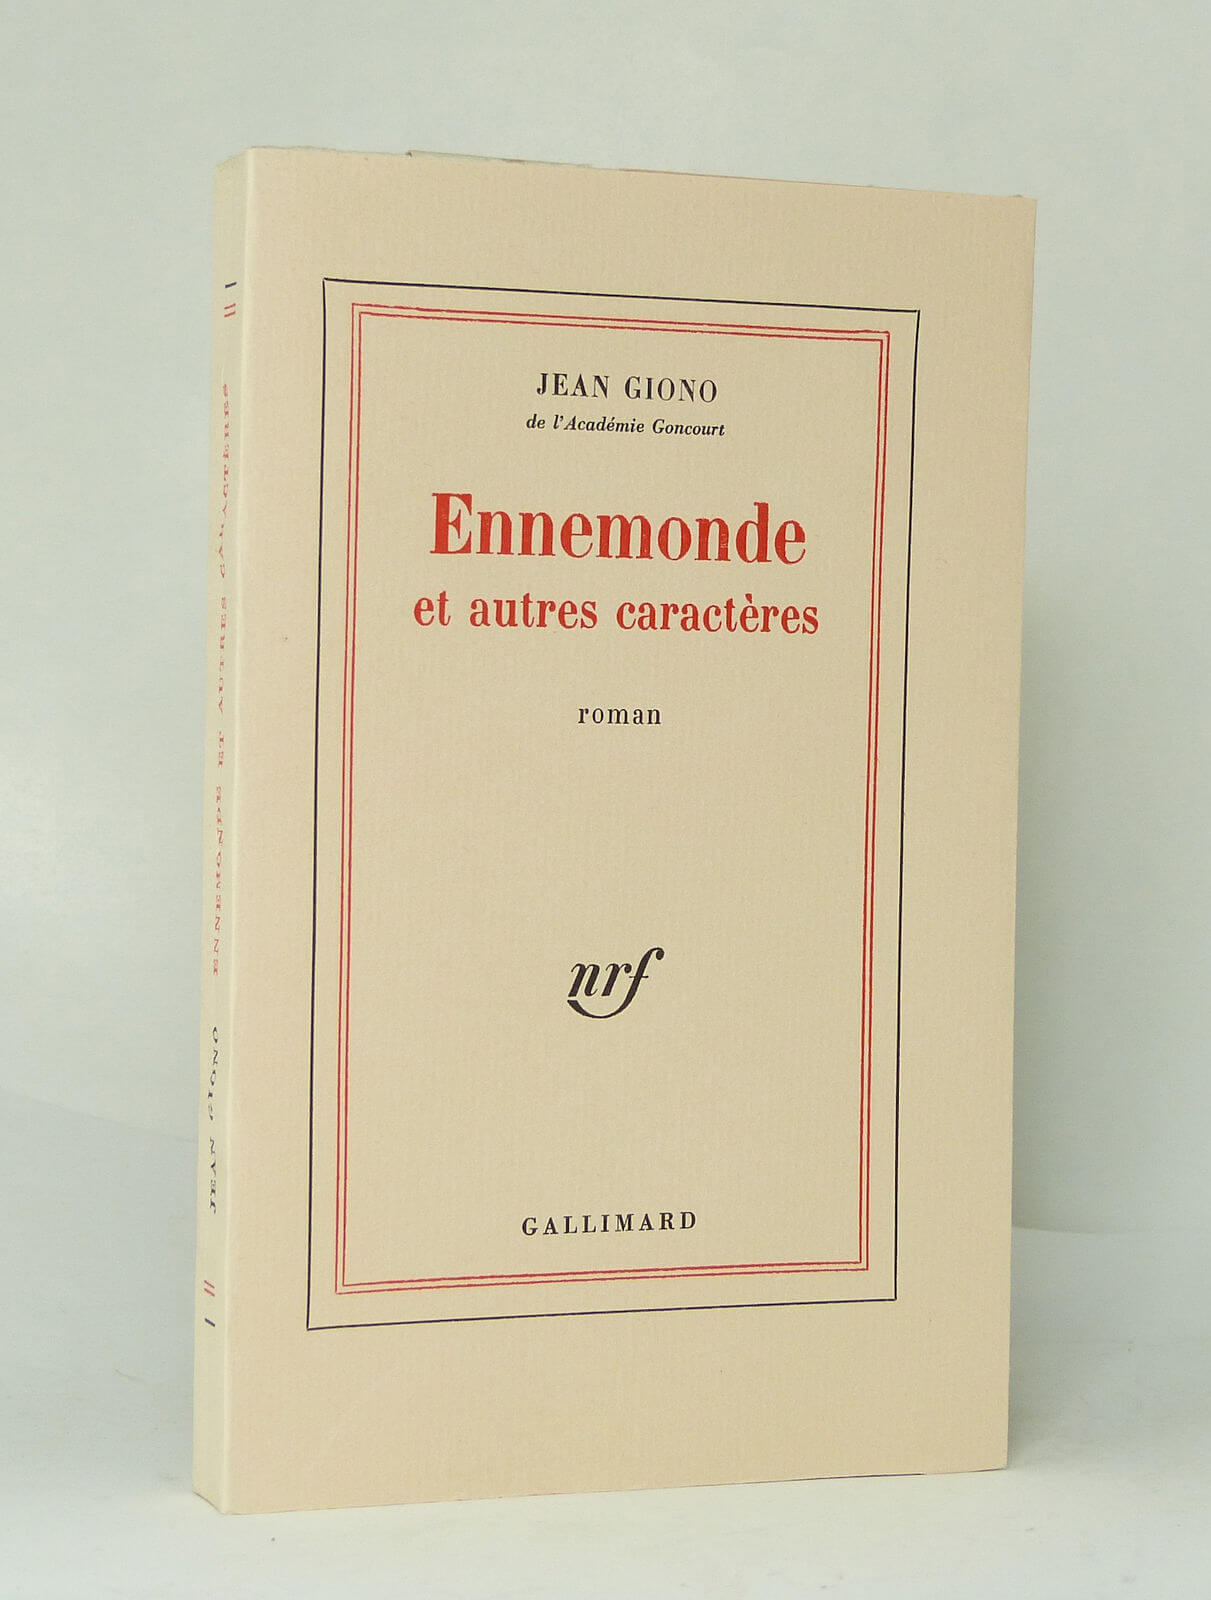 JEAN GIONO
de l'Académie Goncourt
Ennemonde
et autres caractères
roman
nrf
GALLIMARD
JEAN GIONO ENNEMONDE ET AUTRES CARACTÈRES